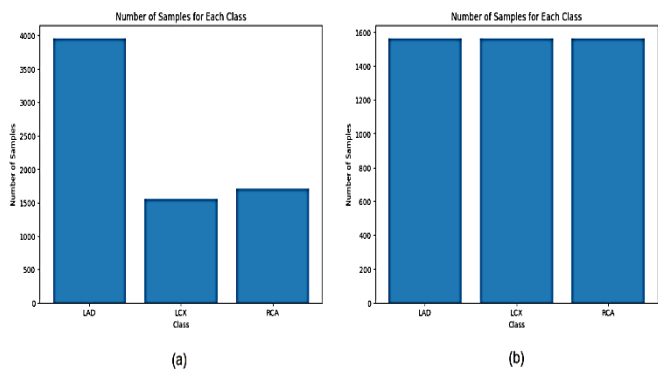 Number of Samples for Each Class
Number of Samples
4000
3500
3000
2500
2000
1500
1000
500
0
LAD LCX RCA
Class
(a)
Number of Samples for Each Class
Number of Samples
1600
1400
1200
1000
800
600
400
200
0
LAD LCX RCA
Class
(b)